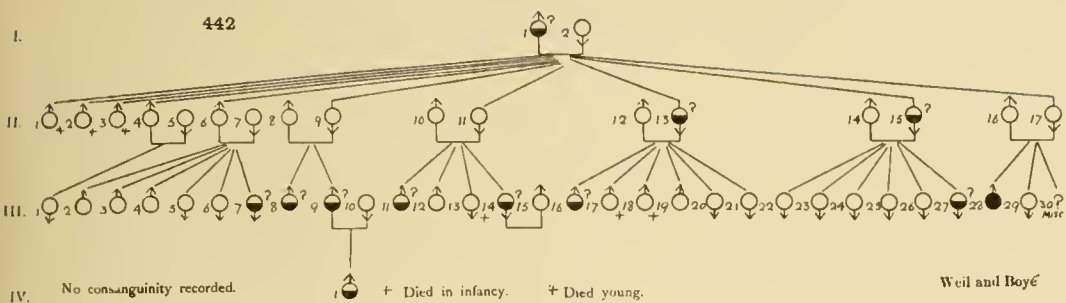 442
I. 1 ? 2
II. 1 + 2 + 3 + 4 5 6 7 8 9 10 11 12 13 ? 14 15 ? 16 17
III. 1 2 3 4 5 6 7 ? 8 ? 9 ? 10 11 ? 12 13 + 14 ? 15 16 ? 17 + 18 + 19 20 21 22 23 24 25 26 27 ? 28 29 30 ?
MISC
IV. No consanguinity recorded. 1 + Died in infancy. + Died young. Weil and Boyé